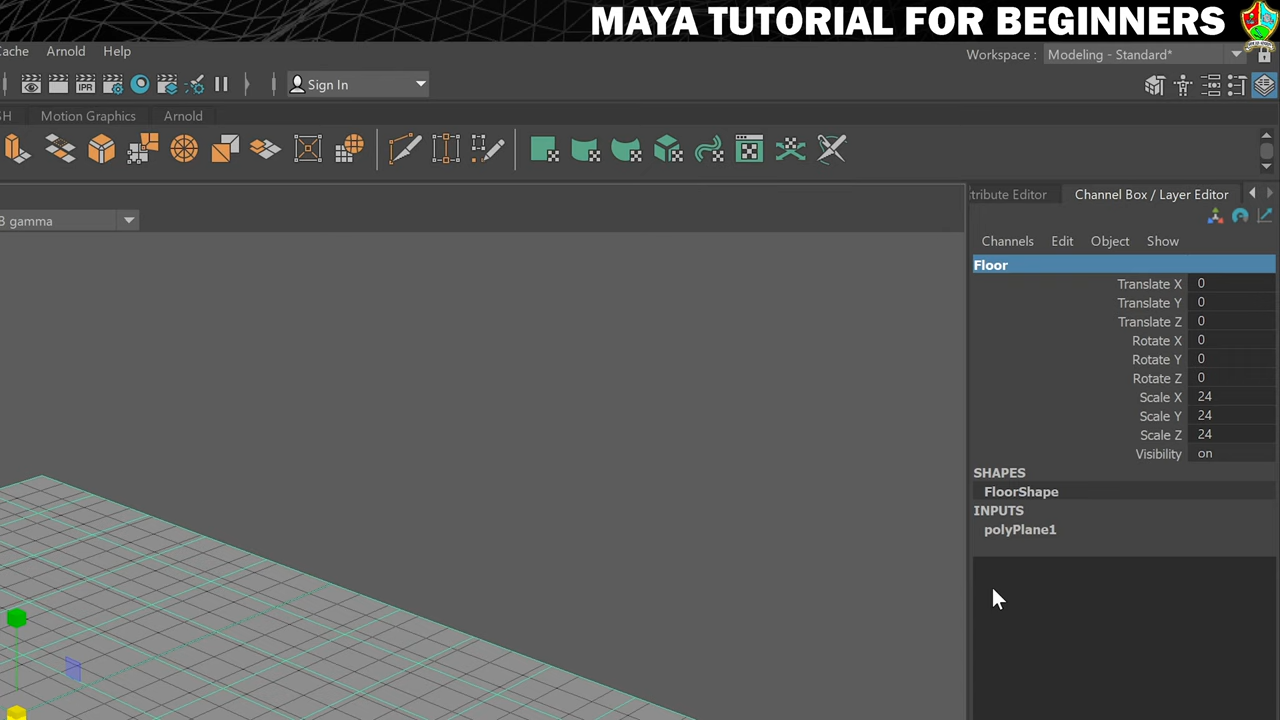 MAYA TUTORIAL FOR BEGINNERS
Cache Arnold Help
Workspace : Modeling - Standard*
IPR Sign In
Motion Graphics Arnold
tribute Editor Channel Box / Layer Editor
gamma
Channels Edit Object Show
Floor
Translate X 0
Translate Y 0
Translate Z 0
Rotate X 0
Rotate Y 0
Rotate Z 0
Scale X 24
Scale Y 24
Scale Z 24
Visibility on
SHAPES
FloorShape
INPUTS
polyPlane1